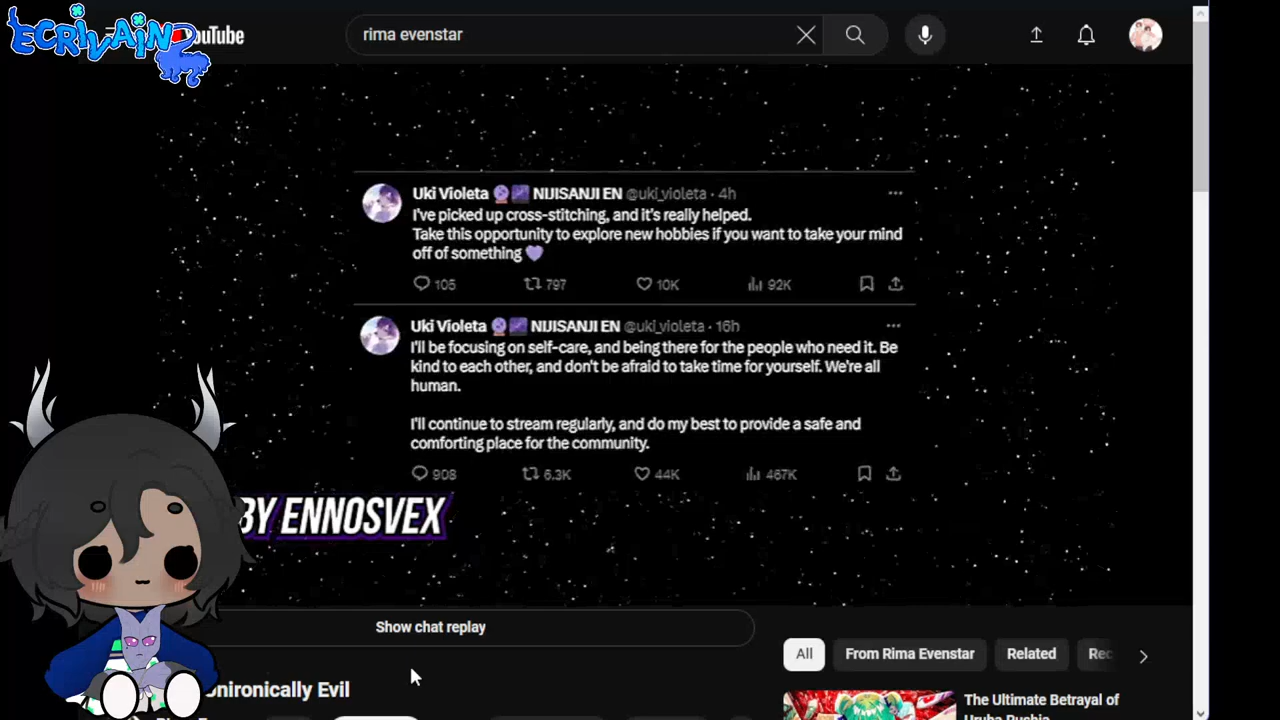 ECRIVAIN
YouTube
rima evenstar
Uki Violeta NIJISANJI EN @uki_violeta · 4h
I've picked up cross-stitching, and it's really helped.
Take this opportunity to explore new hobbies if you want to take your mind
off of something 💜
105 797 10K 92K
Uki Violeta NIJISANJI EN @uki_violeta · 16h
I'll be focusing on self-care, and being there for the people who need it. Be
kind to each other, and don't be afraid to take time for yourself. We're all
human.
I'll continue to stream regularly, and do my best to provide a safe and
comforting place for the community.
908 6.3K 44K 467K
BY ENNOSVEX
Show chat replay
All From Rima Evenstar Related Rec
nironically Evil
The Ultimate Betrayal of